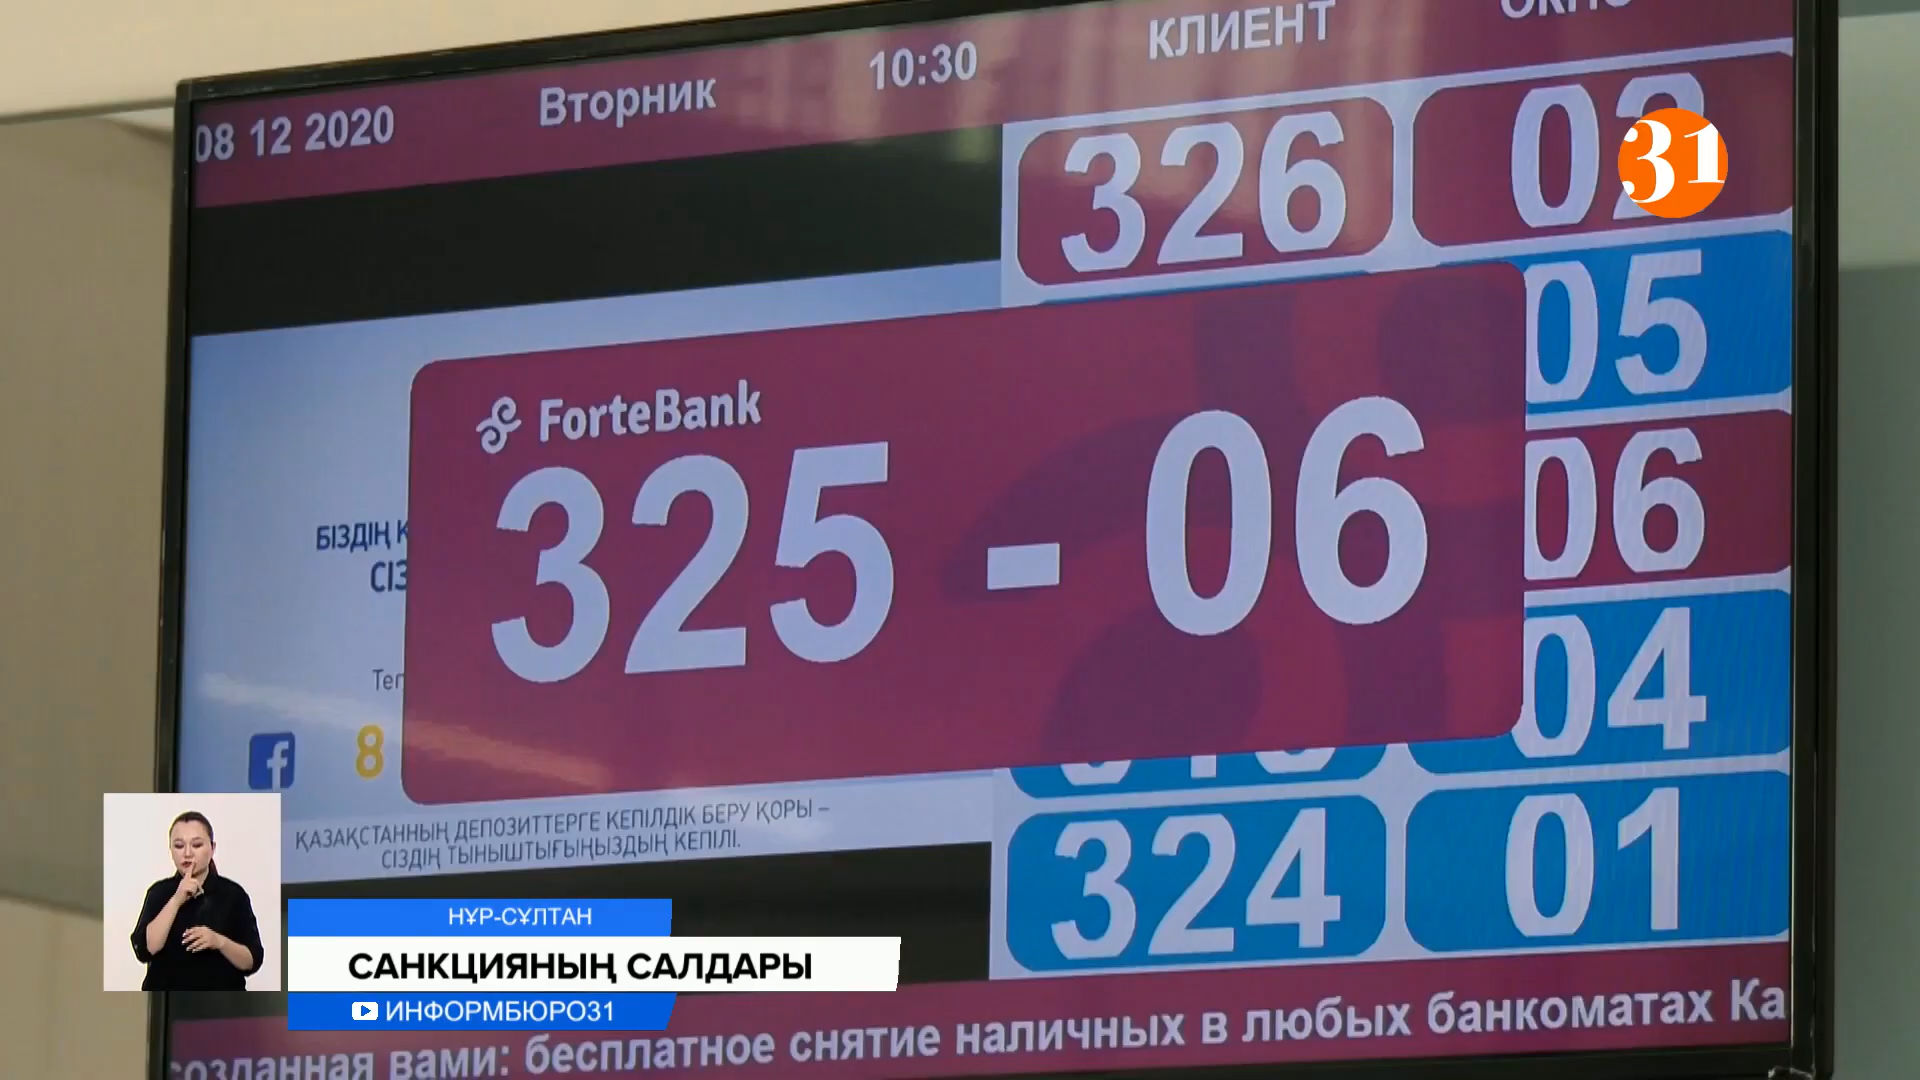 08 12 2020 Вторник 10:30 КЛИЕНТ
326
31
05
ForteBank
325 - 06
06
04
БІЗДІҢ
СІЗ
8
324 01
ҚАЗАҚСТАННЫҢ ДЕПОЗИТТЕРГЕ КЕПІЛДІК БЕРУ ҚОРЫ –
СІЗДІҢ ТЫНЫШТЫҒЫҢЫЗДЫҢ КЕПІЛІ.
НҰР-СҰЛТАН
САНКЦИЯНЫҢ САЛДАРЫ
ИНФОРМБЮРО31
созданная вами: бесплатное снятие наличных в любых банкоматах Ка